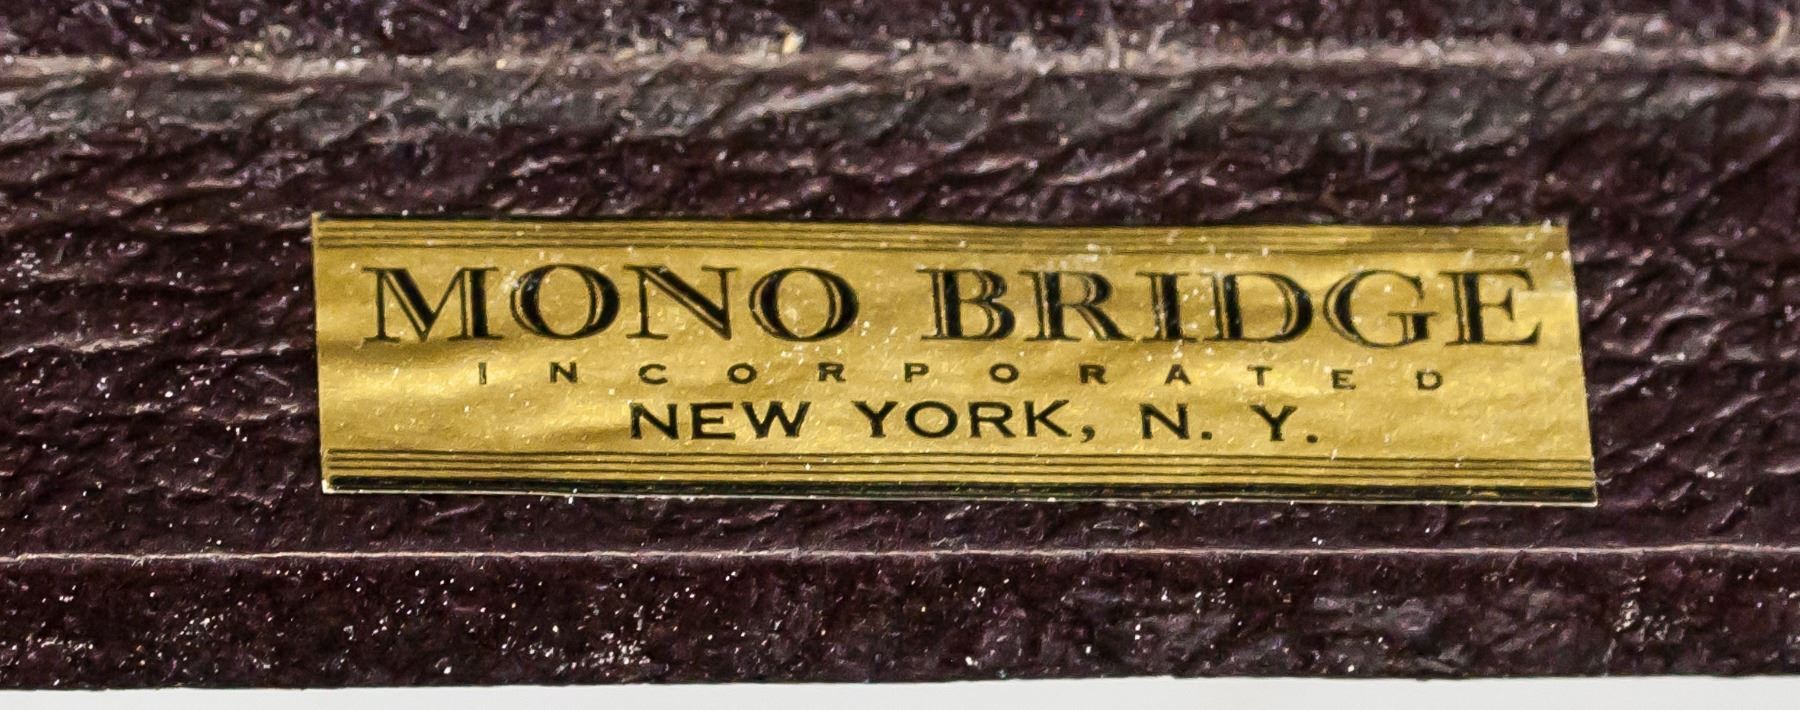 MONO BRIDGE
INCORPORATED
NEW YORK, N. Y.